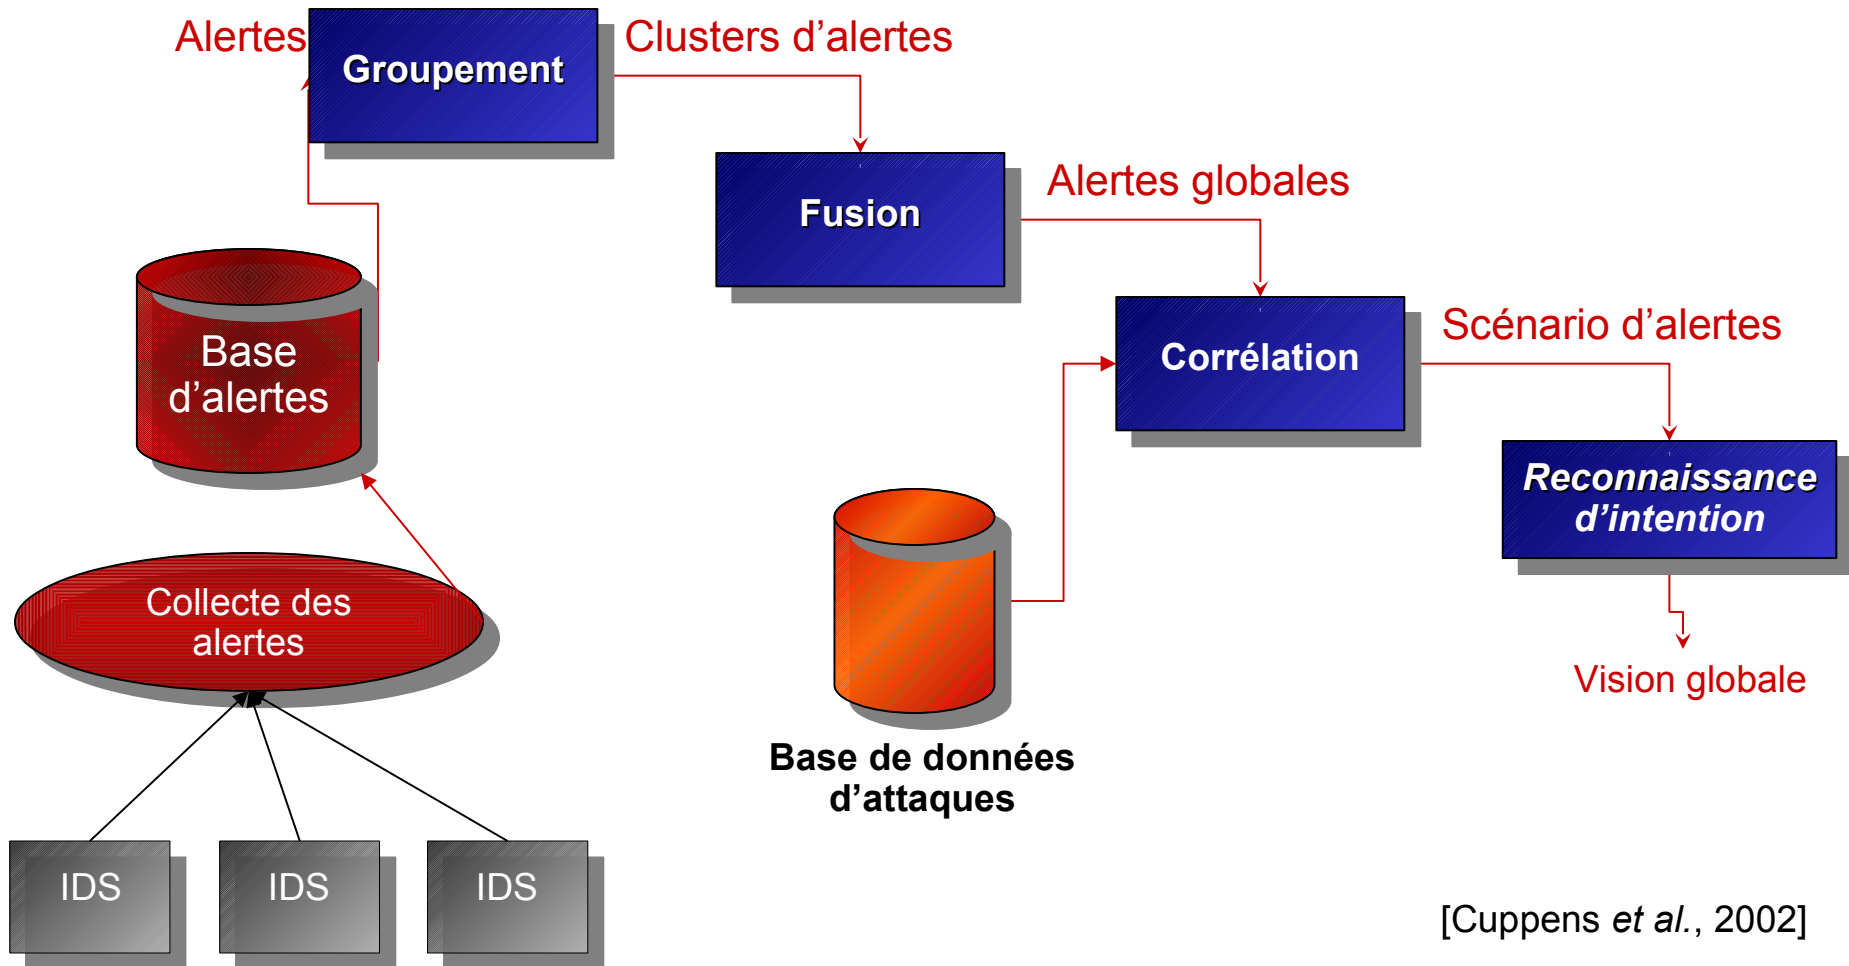 Alertes
Groupement
Clusters d’alertes
Fusion
Alertes globales
Corrélation
Scénario d’alertes
Reconnaissance
d’intention
Vision globale
Base
d’alertes
Collecte des
alertes
Base de données
d’attaques
IDS
IDS
IDS
[Cuppens et al., 2002]